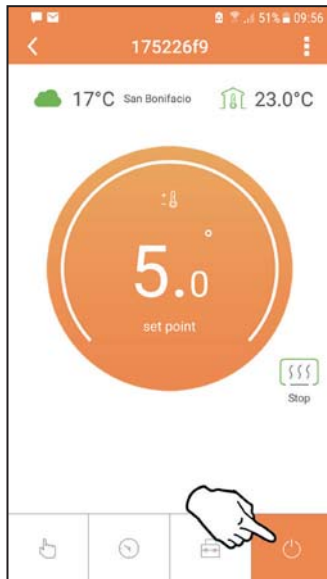 51% 09:56
175226f9
17°C San Bonifacio 23.0°C
5.0°
set point
Stop